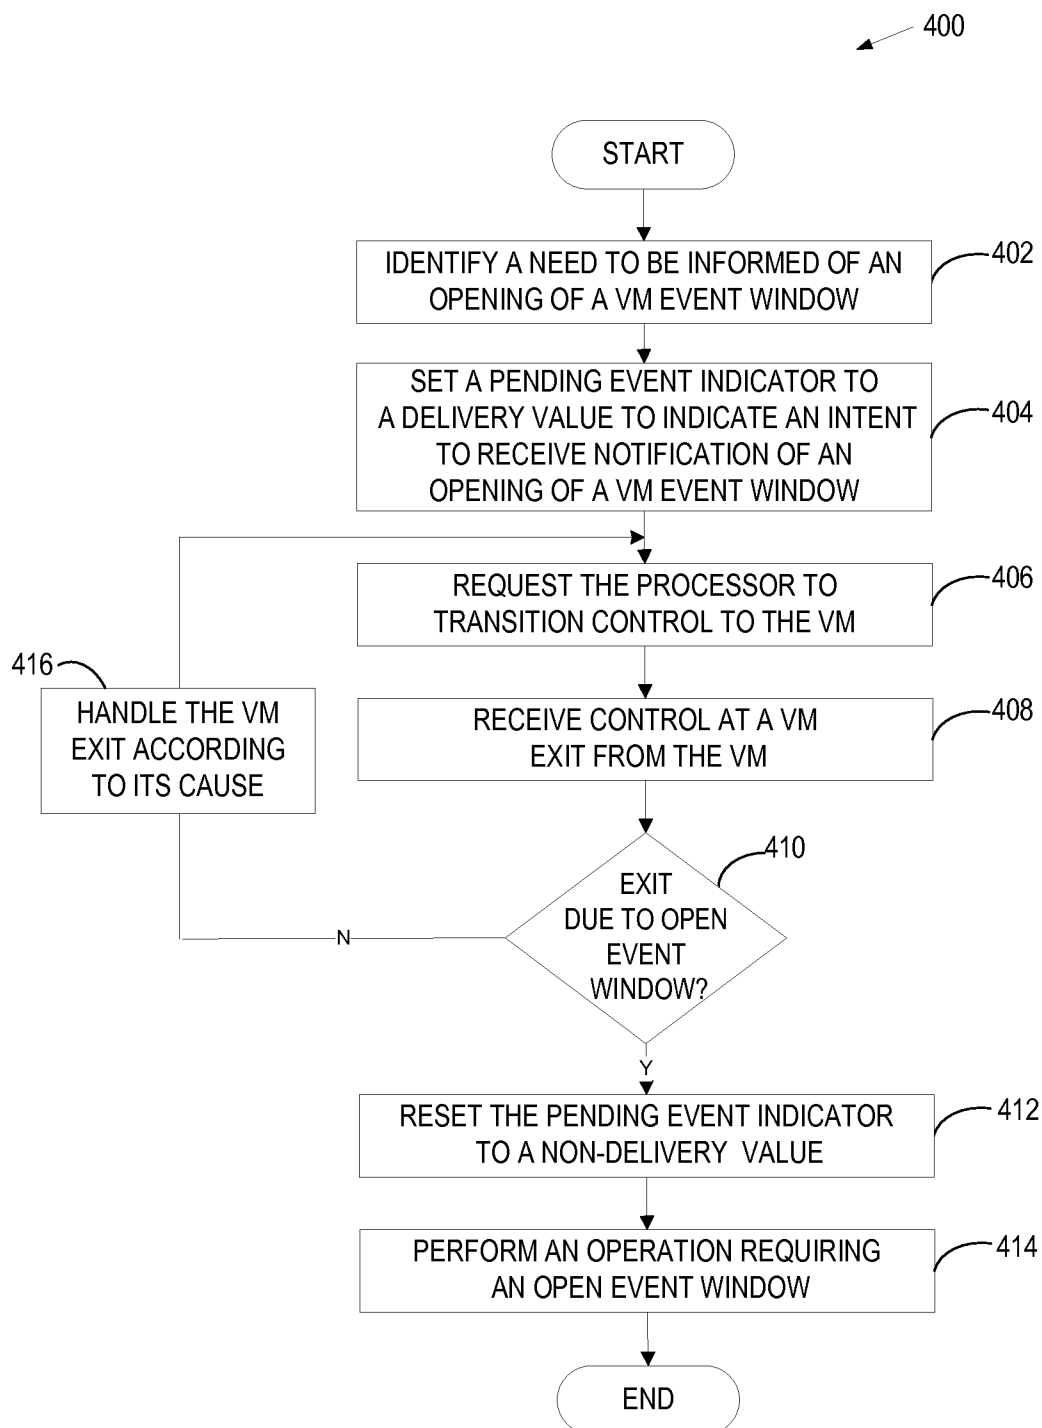 400
START
IDENTIFY A NEED TO BE INFORMED OF AN
OPENING OF A VM EVENT WINDOW
402
SET A PENDING EVENT INDICATOR TO
A DELIVERY VALUE TO INDICATE AN INTENT
TO RECEIVE NOTIFICATION OF AN
OPENING OF A VM EVENT WINDOW
404
REQUEST THE PROCESSOR TO
TRANSITION CONTROL TO THE VM
406
416
HANDLE THE VM
EXIT ACCORDING
TO ITS CAUSE
RECEIVE CONTROL AT A VM
EXIT FROM THE VM
408
410
EXIT
DUE TO OPEN
EVENT
WINDOW?
N
Y
RESET THE PENDING EVENT INDICATOR
TO A NON-DELIVERY VALUE
412
PERFORM AN OPERATION REQUIRING
AN OPEN EVENT WINDOW
414
END